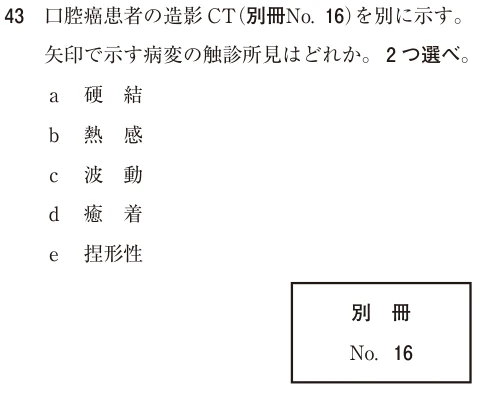 43 口腔癌患者の造影CT(別冊No. 16)を別に示す。
矢印で示す病変の触診所見はどれか。2つ選べ。
a 硬結
b 熱感
c 波動
d 癒着
e 捏形性
別冊
No. 16